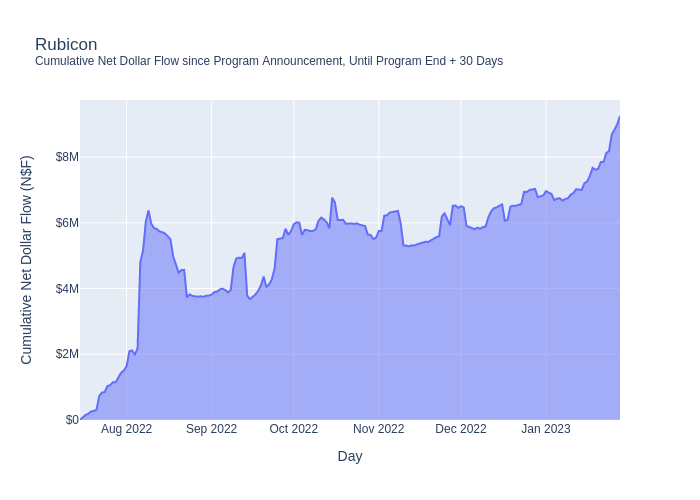 Rubicon
Cumulative Net Dollar Flow since Program Announcement, Until Program End + 30 Days
Cumulative Net Dollar Flow (N$F)
$8M
$6M
$4M
$2M
$0
Aug 2022
Sep 2022
Oct 2022
Nov 2022
Dec 2022
Jan 2023
Day